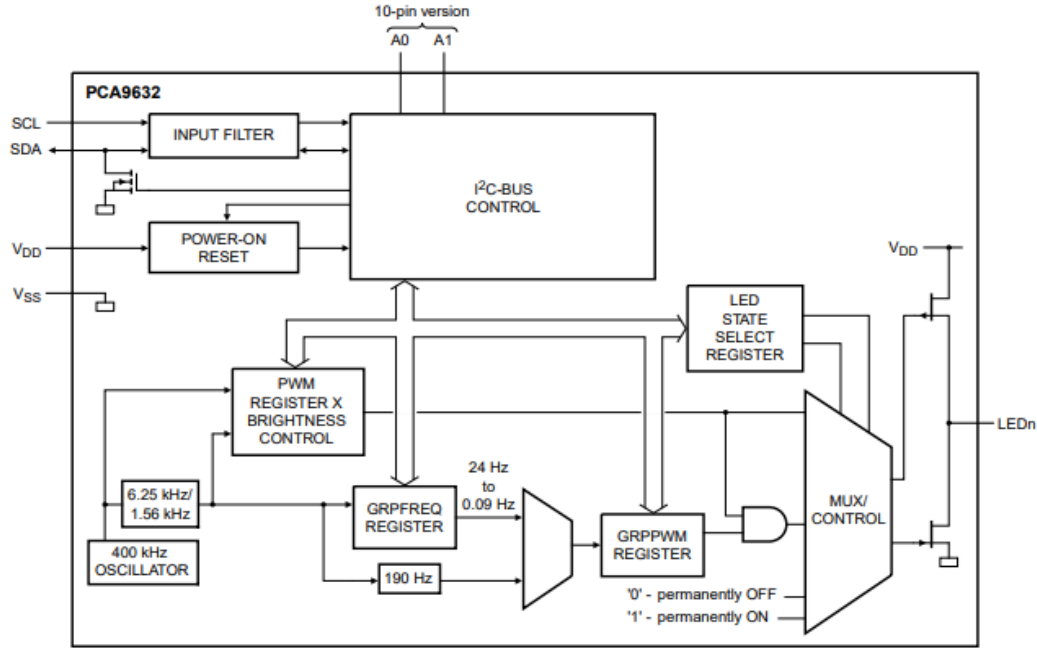 10-pin version
A0 A1
PCA9632
SCL
SDA
INPUT FILTER
I²C-BUS
CONTROL
POWER-ON
RESET
VDD
VSS
VDD
LED
STATE
SELECT
REGISTER
PWM
REGISTER X
BRIGHTNESS
CONTROL
LEDn
24 Hz
to
0.09 Hz
6.25 kHz/
1.56 kHz
GRPFREQ
REGISTER
MUX/
CONTROL
GRPPWM
REGISTER
400 kHz
OSCILLATOR
190 Hz
'0' - permanently OFF
'1' - permanently ON